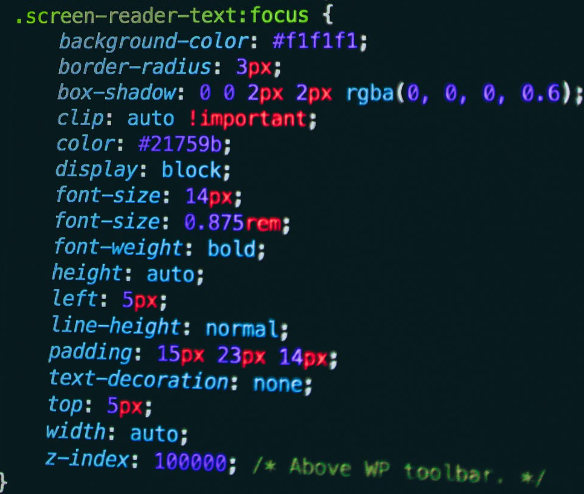 .screen-reader-text:focus {
background-color: #f1f1f1;
border-radius: 3px;
box-shadow: 0 0 2px 2px rgba(0, 0, 0, 0.6);
clip: auto !important;
color: #21759b;
display: block;
font-size: 14px;
font-size: 0.875rem;
font-weight: bold;
height: auto;
left: 5px;
line-height: normal;
padding: 15px 23px 14px;
text-decoration: none;
top: 5px;
width: auto;
z-index: 100000; /* Above WP toolbar. */
}